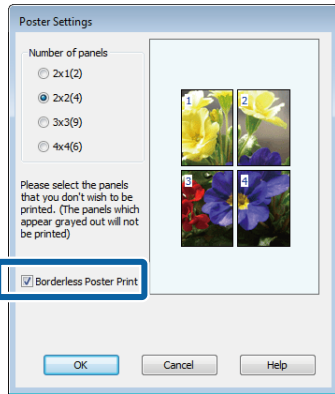 Poster Settings
Number of panels
2x1(2)
2x2(4)
3x3(9)
4x4(6)
1
2
3
4
Please select the panels
that you don't wish to be
printed. (The panels which
appear grayed out will not
be printed)
Borderless Poster Print
OK
Cancel
Help